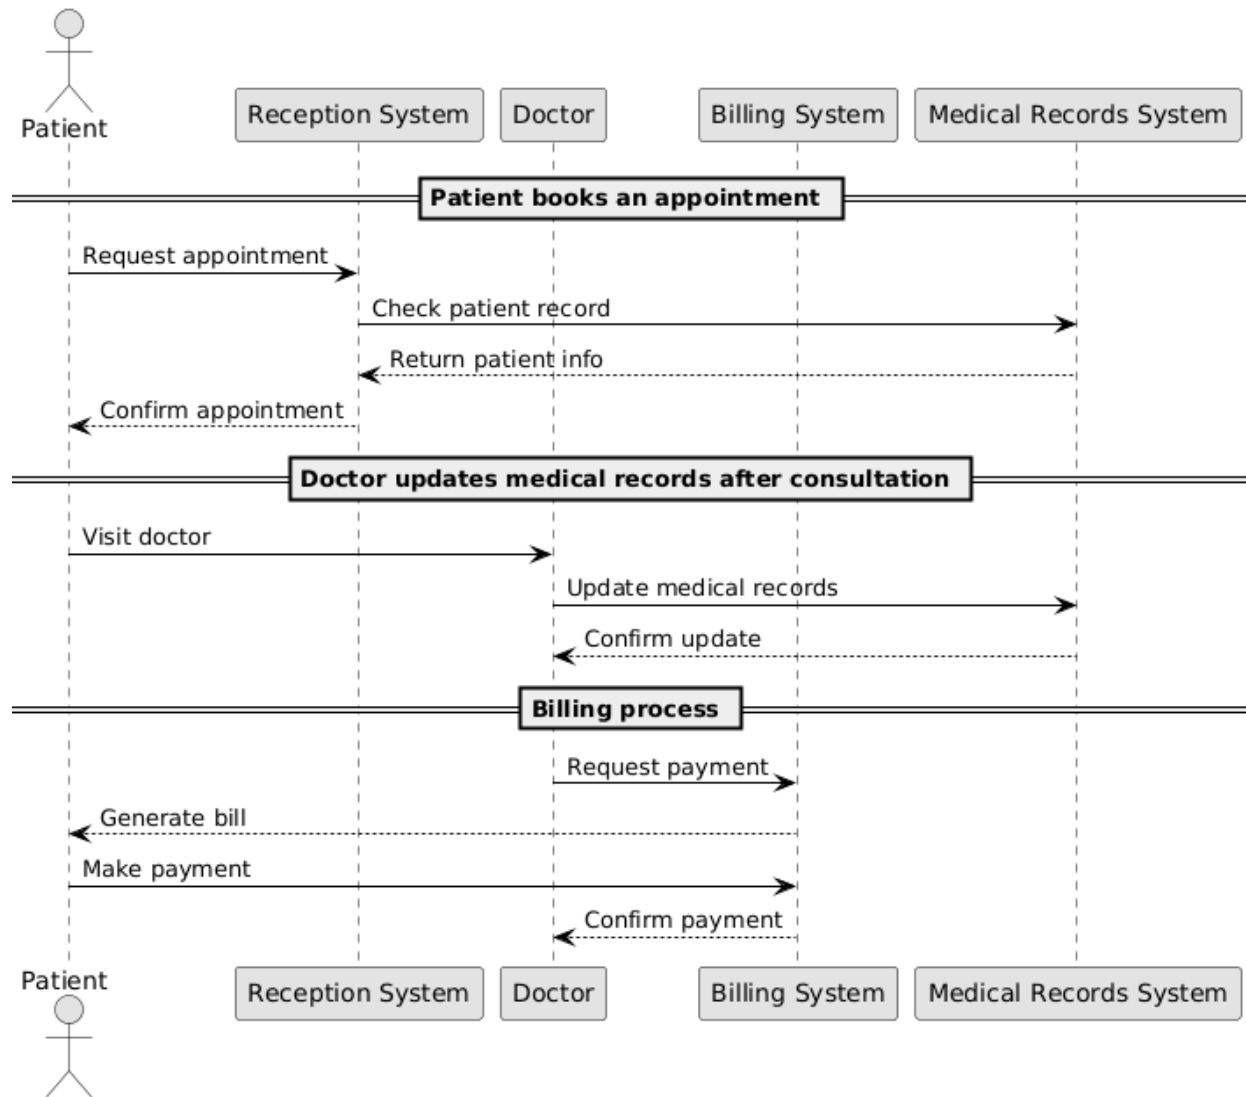 Patient
Reception System
Doctor
Billing System
Medical Records System
Patient books an appointment
Request appointment
Check patient record
Return patient info
Confirm appointment
Doctor updates medical records after consultation
Visit doctor
Update medical records
Confirm update
Billing process
Request payment
Generate bill
Make payment
Confirm payment
Patient
Reception System
Doctor
Billing System
Medical Records System